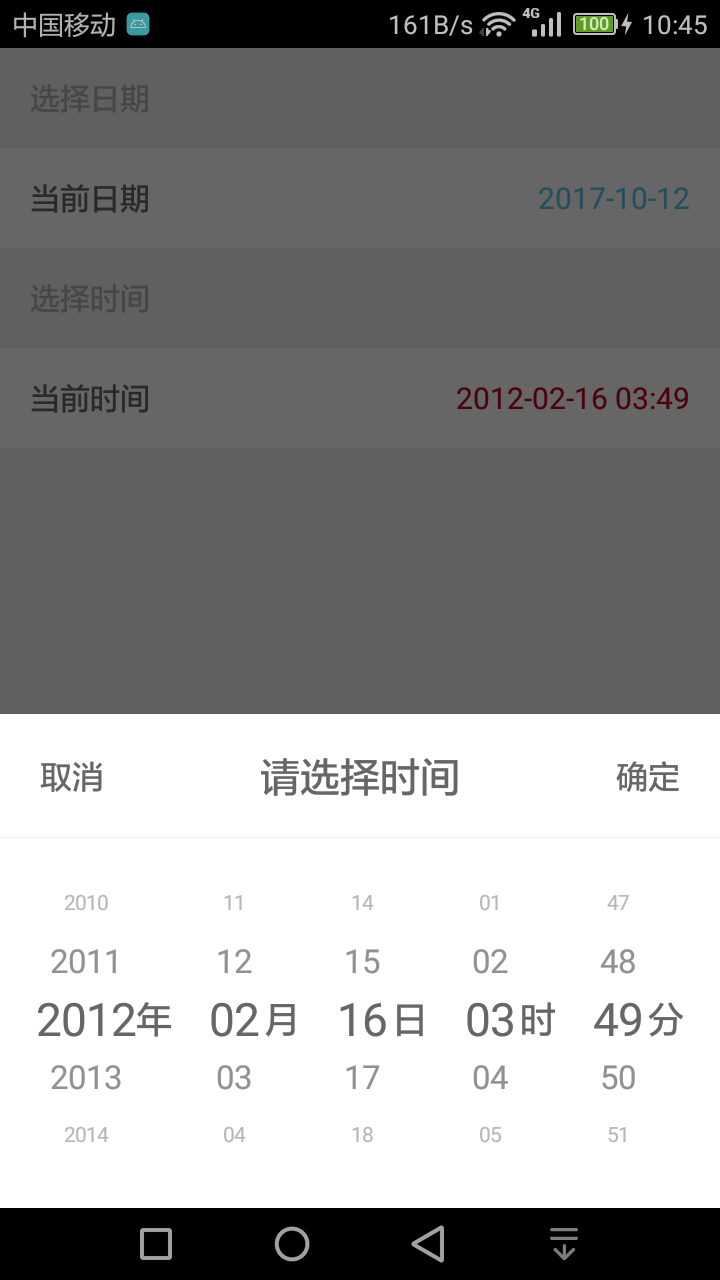 中国移动 161B/s 4G 100 10:45
选择日期
当前日期 2017-10-12
选择时间
当前时间 2012-02-16 03:49
取消 请选择时间 确定
2010 11 14 01 47
2011 12 15 02 48
2012年 02月 16日 03时 49分
2013 03 17 04 50
2014 04 18 05 51